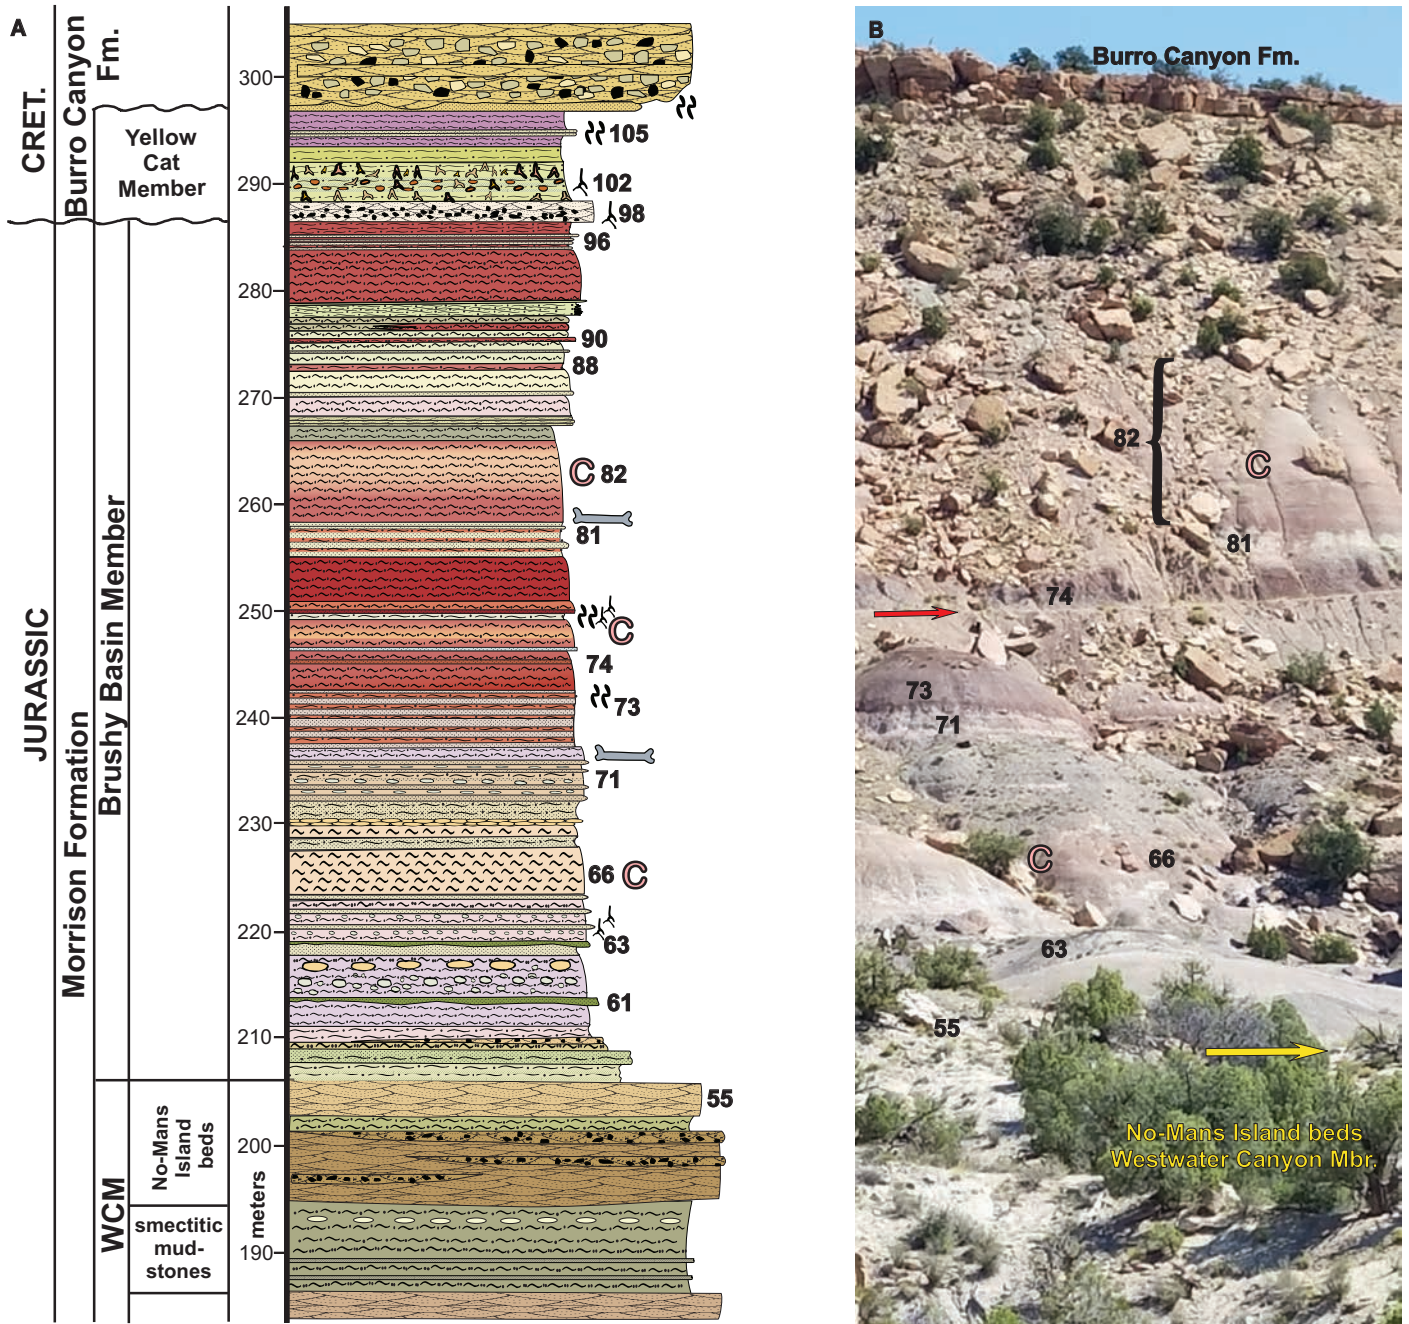 A
CRET.
JURASSIC
Burro Canyon
Fm.
Morrison Formation
Yellow
Cat
Member
Brushy Basin Member
WCM
No-Mans
Island
beds
smectitic
mud-
stones
meters
300
290
280
270
260
250
240
230
220
210
200
190
105
102
98
96
90
88
C 82
81
C
74
73
71
66 C
63
61
55
B
Burro Canyon Fm.
82
C
81
74
73
71
C
66
63
55
No-Mans Island beds
Westwater Canyon Mbr.